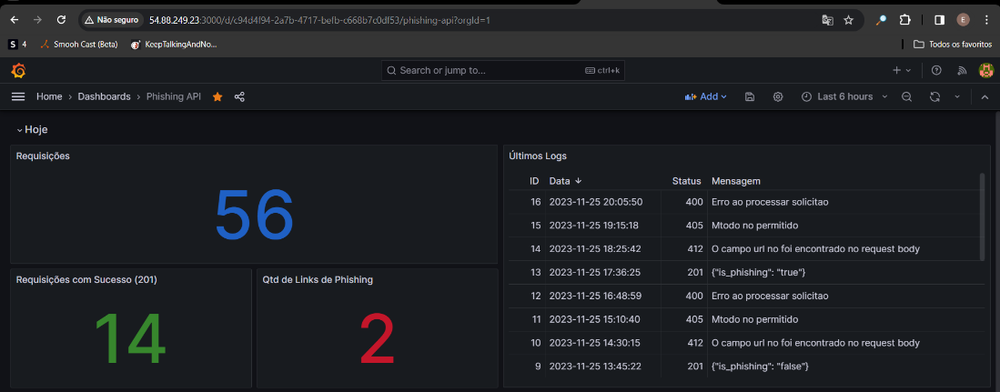 Não seguro 54.88.249.23:3000/d/c94d4f94-2a7b-4717-befb-c668b7c0df53/phishing-api?orgId=1
E
S 4 Smooh Cast (Beta) KeepTalkingAndNo... Todos os favoritos
Search or jump to... ctrl+k
Home Dashboards Phishing API Add Last 6 hours
Hoje
Requisições
56
Requisições com Sucesso (201)
14
Qtd de Links de Phishing
2
Últimos Logs
ID Data Status Mensagem
16 2023-11-25 20:05:50 400 Erro ao processar solicitao
15 2023-11-25 19:15:18 405 Mtodo no permitido
14 2023-11-25 18:25:42 412 O campo url no foi encontrado no request body
13 2023-11-25 17:36:25 201 {"is_phishing": "true"}
12 2023-11-25 16:48:59 400 Erro ao processar solicitao
11 2023-11-25 15:10:40 405 Mtodo no permitido
10 2023-11-25 14:30:15 412 O campo url no foi encontrado no request body
9 2023-11-25 13:45:22 201 {"is_phishing": "false"}